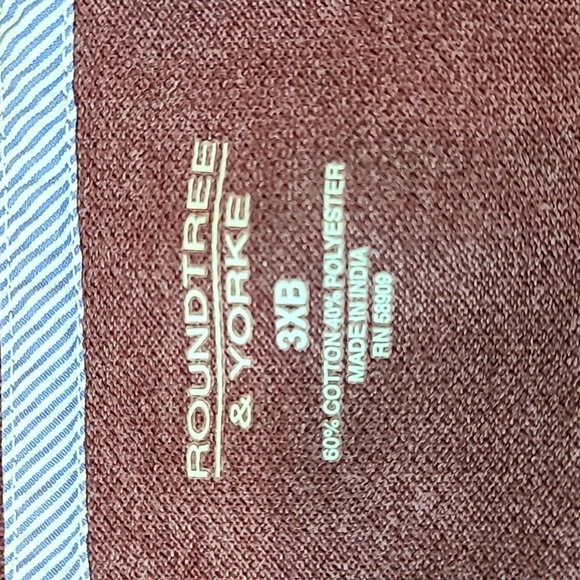 ROUNDTREE
& YORKE
3XB
60% COTTON 40% POLYESTER
MADE IN INDIA
RN 58909